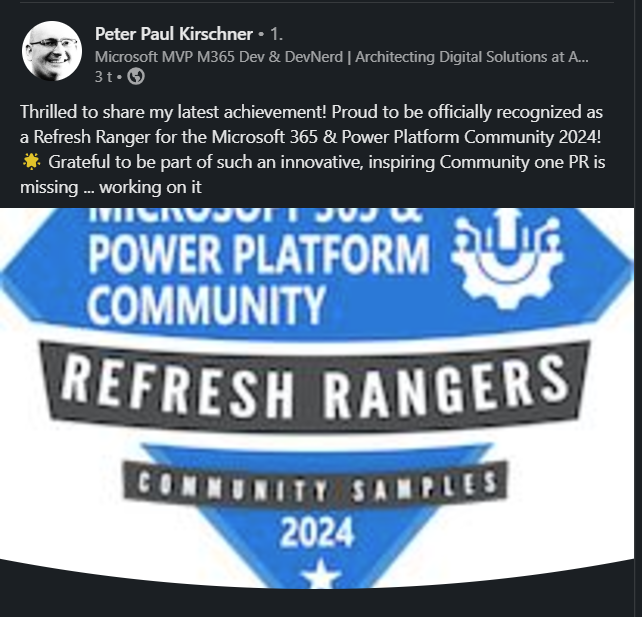 Peter Paul Kirschner • 1.
Microsoft MVP M365 Dev & DevNerd | Architecting Digital Solutions at A...
3 t •
Thrilled to share my latest achievement! Proud to be officially recognized as
a Refresh Ranger for the Microsoft 365 & Power Platform Community 2024!
🌟 Grateful to be part of such an innovative, inspiring Community one PR is
missing ... working on it
MICROSOFT 365 &
POWER PLATFORM
COMMUNITY
REFRESH RANGERS
COMMUNITY SAMPLES
2024